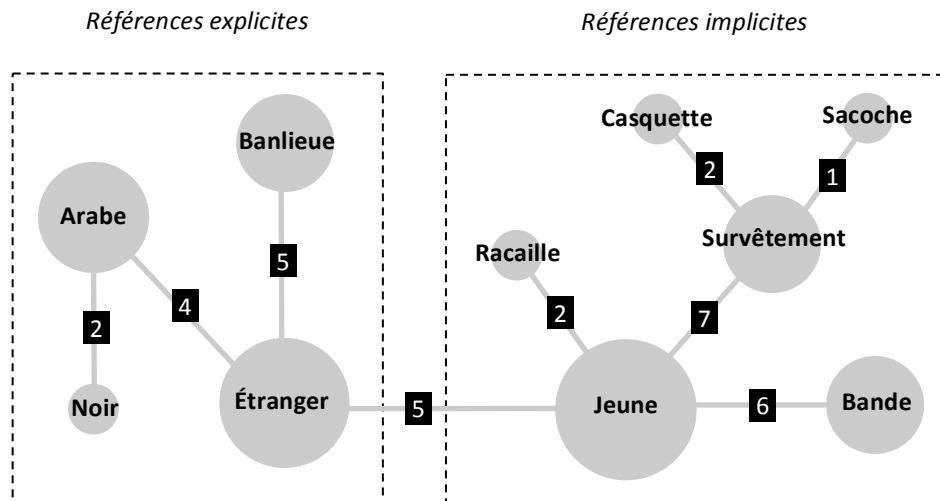 Références explicites
Références implicites
Banlieue
Arabe
5
4
2
Noir
Étranger
5
Casquette
Sacoche
2
1
Survêtement
Racaille
2
7
Jeune
6
Bande